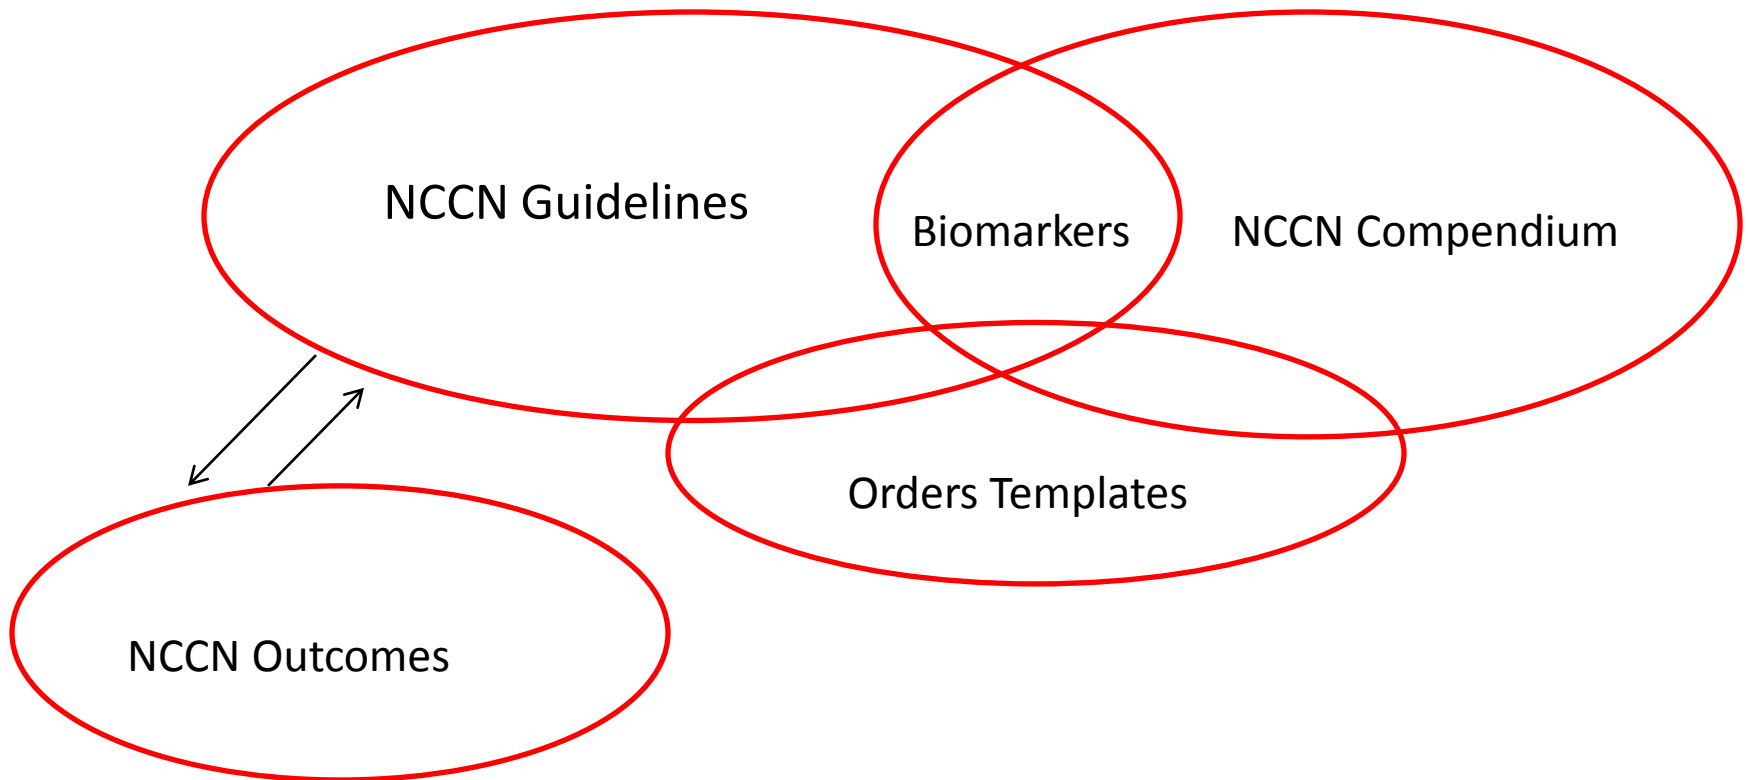 NCCN Guidelines
Biomarkers
NCCN Compendium
Orders Templates
NCCN Outcomes